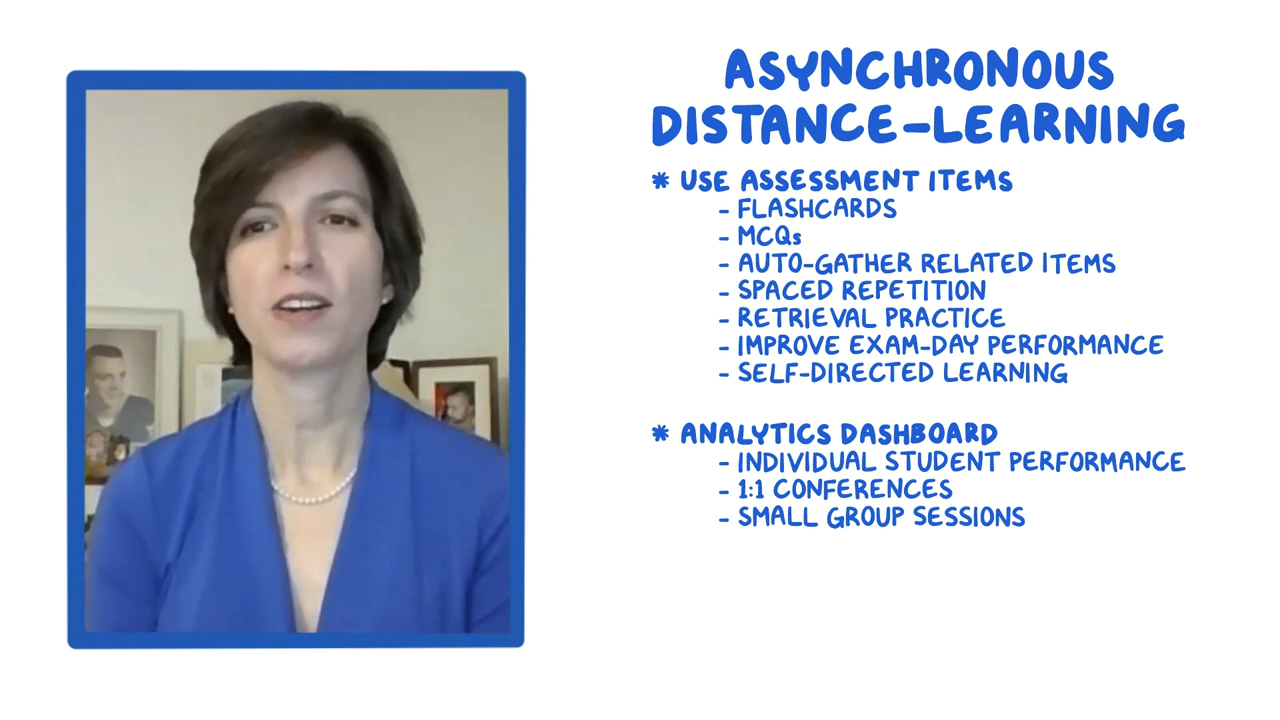 ASYNCHRONOUS
DISTANCE-LEARNING
* USE ASSESSMENT ITEMS
- FLASHCARDS
- MCQs
- AUTO-GATHER RELATED ITEMS
- SPACED REPETITION
- RETRIEVAL PRACTICE
- IMPROVE EXAM-DAY PERFORMANCE
- SELF-DIRECTED LEARNING
* ANALYTICS DASHBOARD
- INDIVIDUAL STUDENT PERFORMANCE
- 1:1 CONFERENCES
- SMALL GROUP SESSIONS